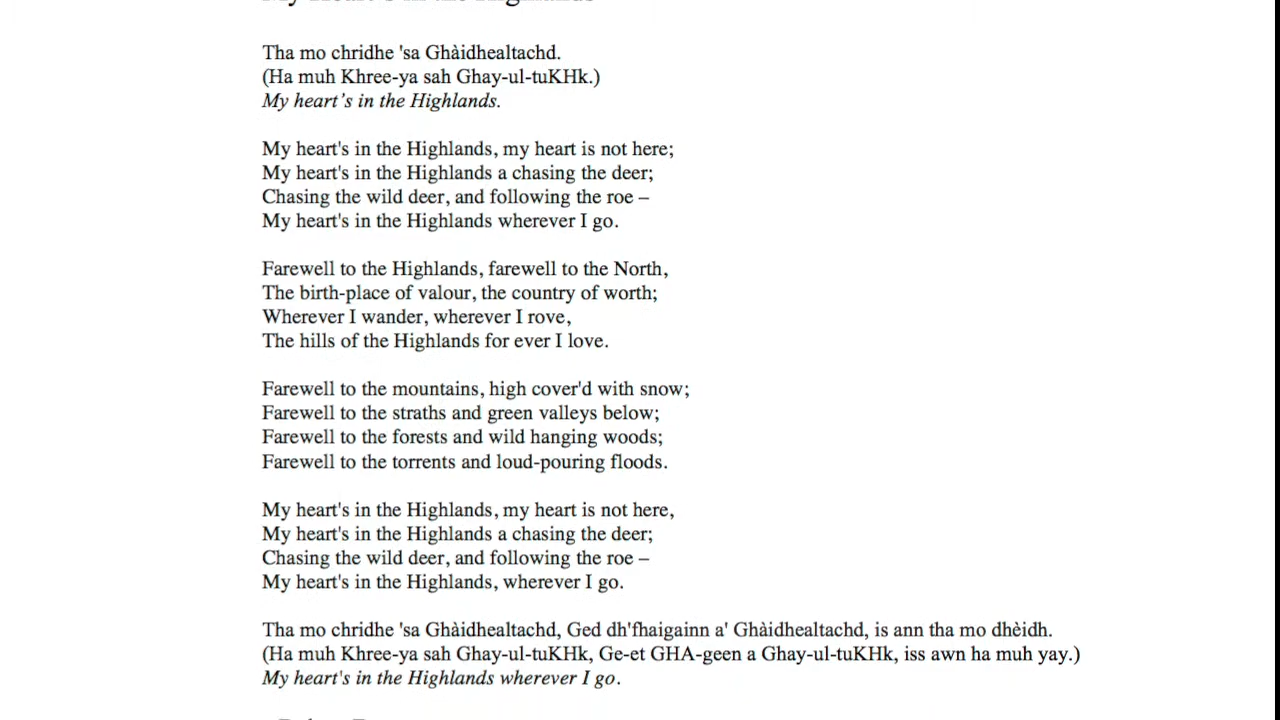 My Heart's in the Highlands
Tha mo chridhe 'sa Ghàidhealtachd.
(Ha muh Khree-ya sah Ghay-ul-tuKHk.)
My heart's in the Highlands.
My heart's in the Highlands, my heart is not here;
My heart's in the Highlands a chasing the deer;
Chasing the wild deer, and following the roe –
My heart's in the Highlands wherever I go.
Farewell to the Highlands, farewell to the North,
The birth-place of valour, the country of worth;
Wherever I wander, wherever I rove,
The hills of the Highlands for ever I love.
Farewell to the mountains, high cover'd with snow;
Farewell to the straths and green valleys below;
Farewell to the forests and wild hanging woods;
Farewell to the torrents and loud-pouring floods.
My heart's in the Highlands, my heart is not here,
My heart's in the Highlands a chasing the deer;
Chasing the wild deer, and following the roe –
My heart's in the Highlands, wherever I go.
Tha mo chridhe 'sa Ghàidhealtachd, Ged dh'fhaigainn a' Ghàidhealtachd, is ann tha mo dhèidh.
(Ha muh Khree-ya sah Ghay-ul-tuKHk, Ge-et GHA-geen a Ghay-ul-tuKHk, iss awn ha muh yay.)
My heart's in the Highlands wherever I go.